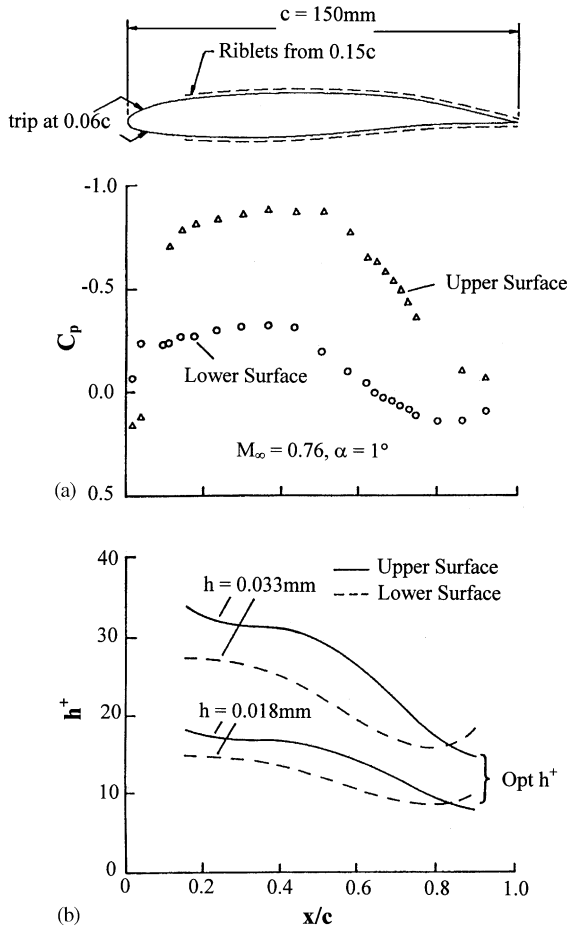 c = 150mm
Riblets from 0.15c
trip at 0.06c
-1.0
-0.5
0.0
0.5
Cp
Upper Surface
Lower Surface
M∞ = 0.76, α = 1°
(a)
40
30
20
10
0
h+
Upper Surface
Lower Surface
h = 0.033mm
h = 0.018mm
Opt h+
0 0.2 0.4 0.6 0.8 1.0
x/c
(b)